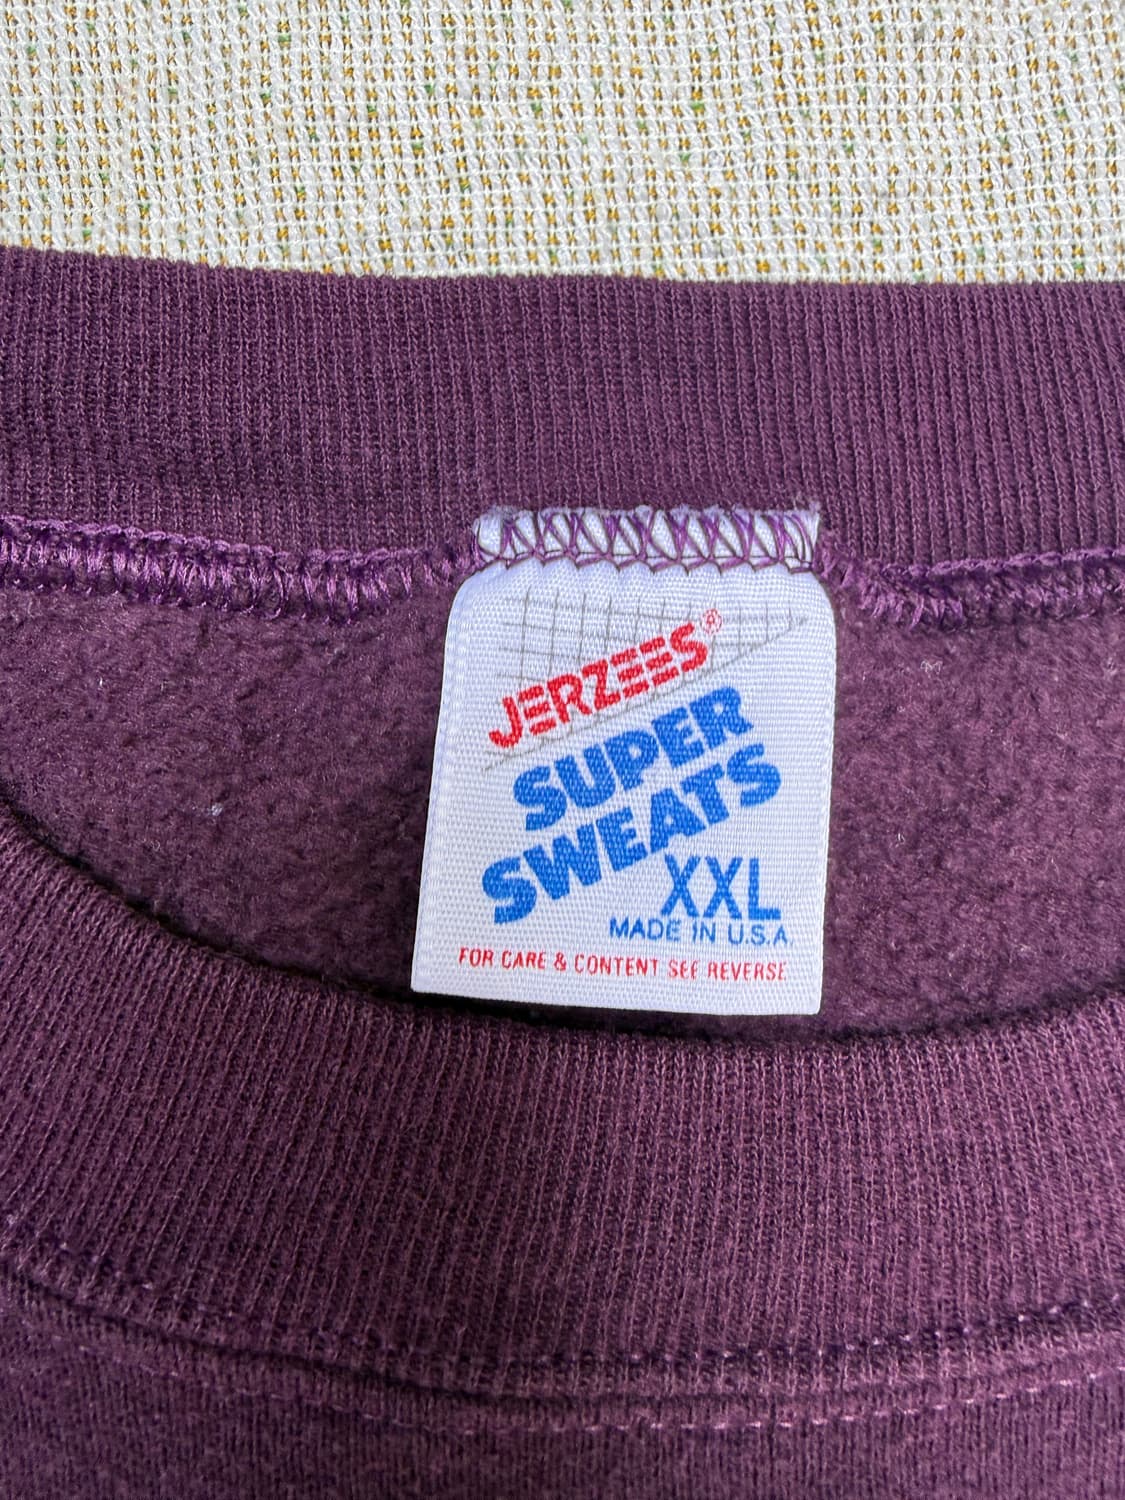 JERZEES®
SUPER
SWEATS
XXL
MADE IN U.S.A.
FOR CARE & CONTENT SEE REVERSE